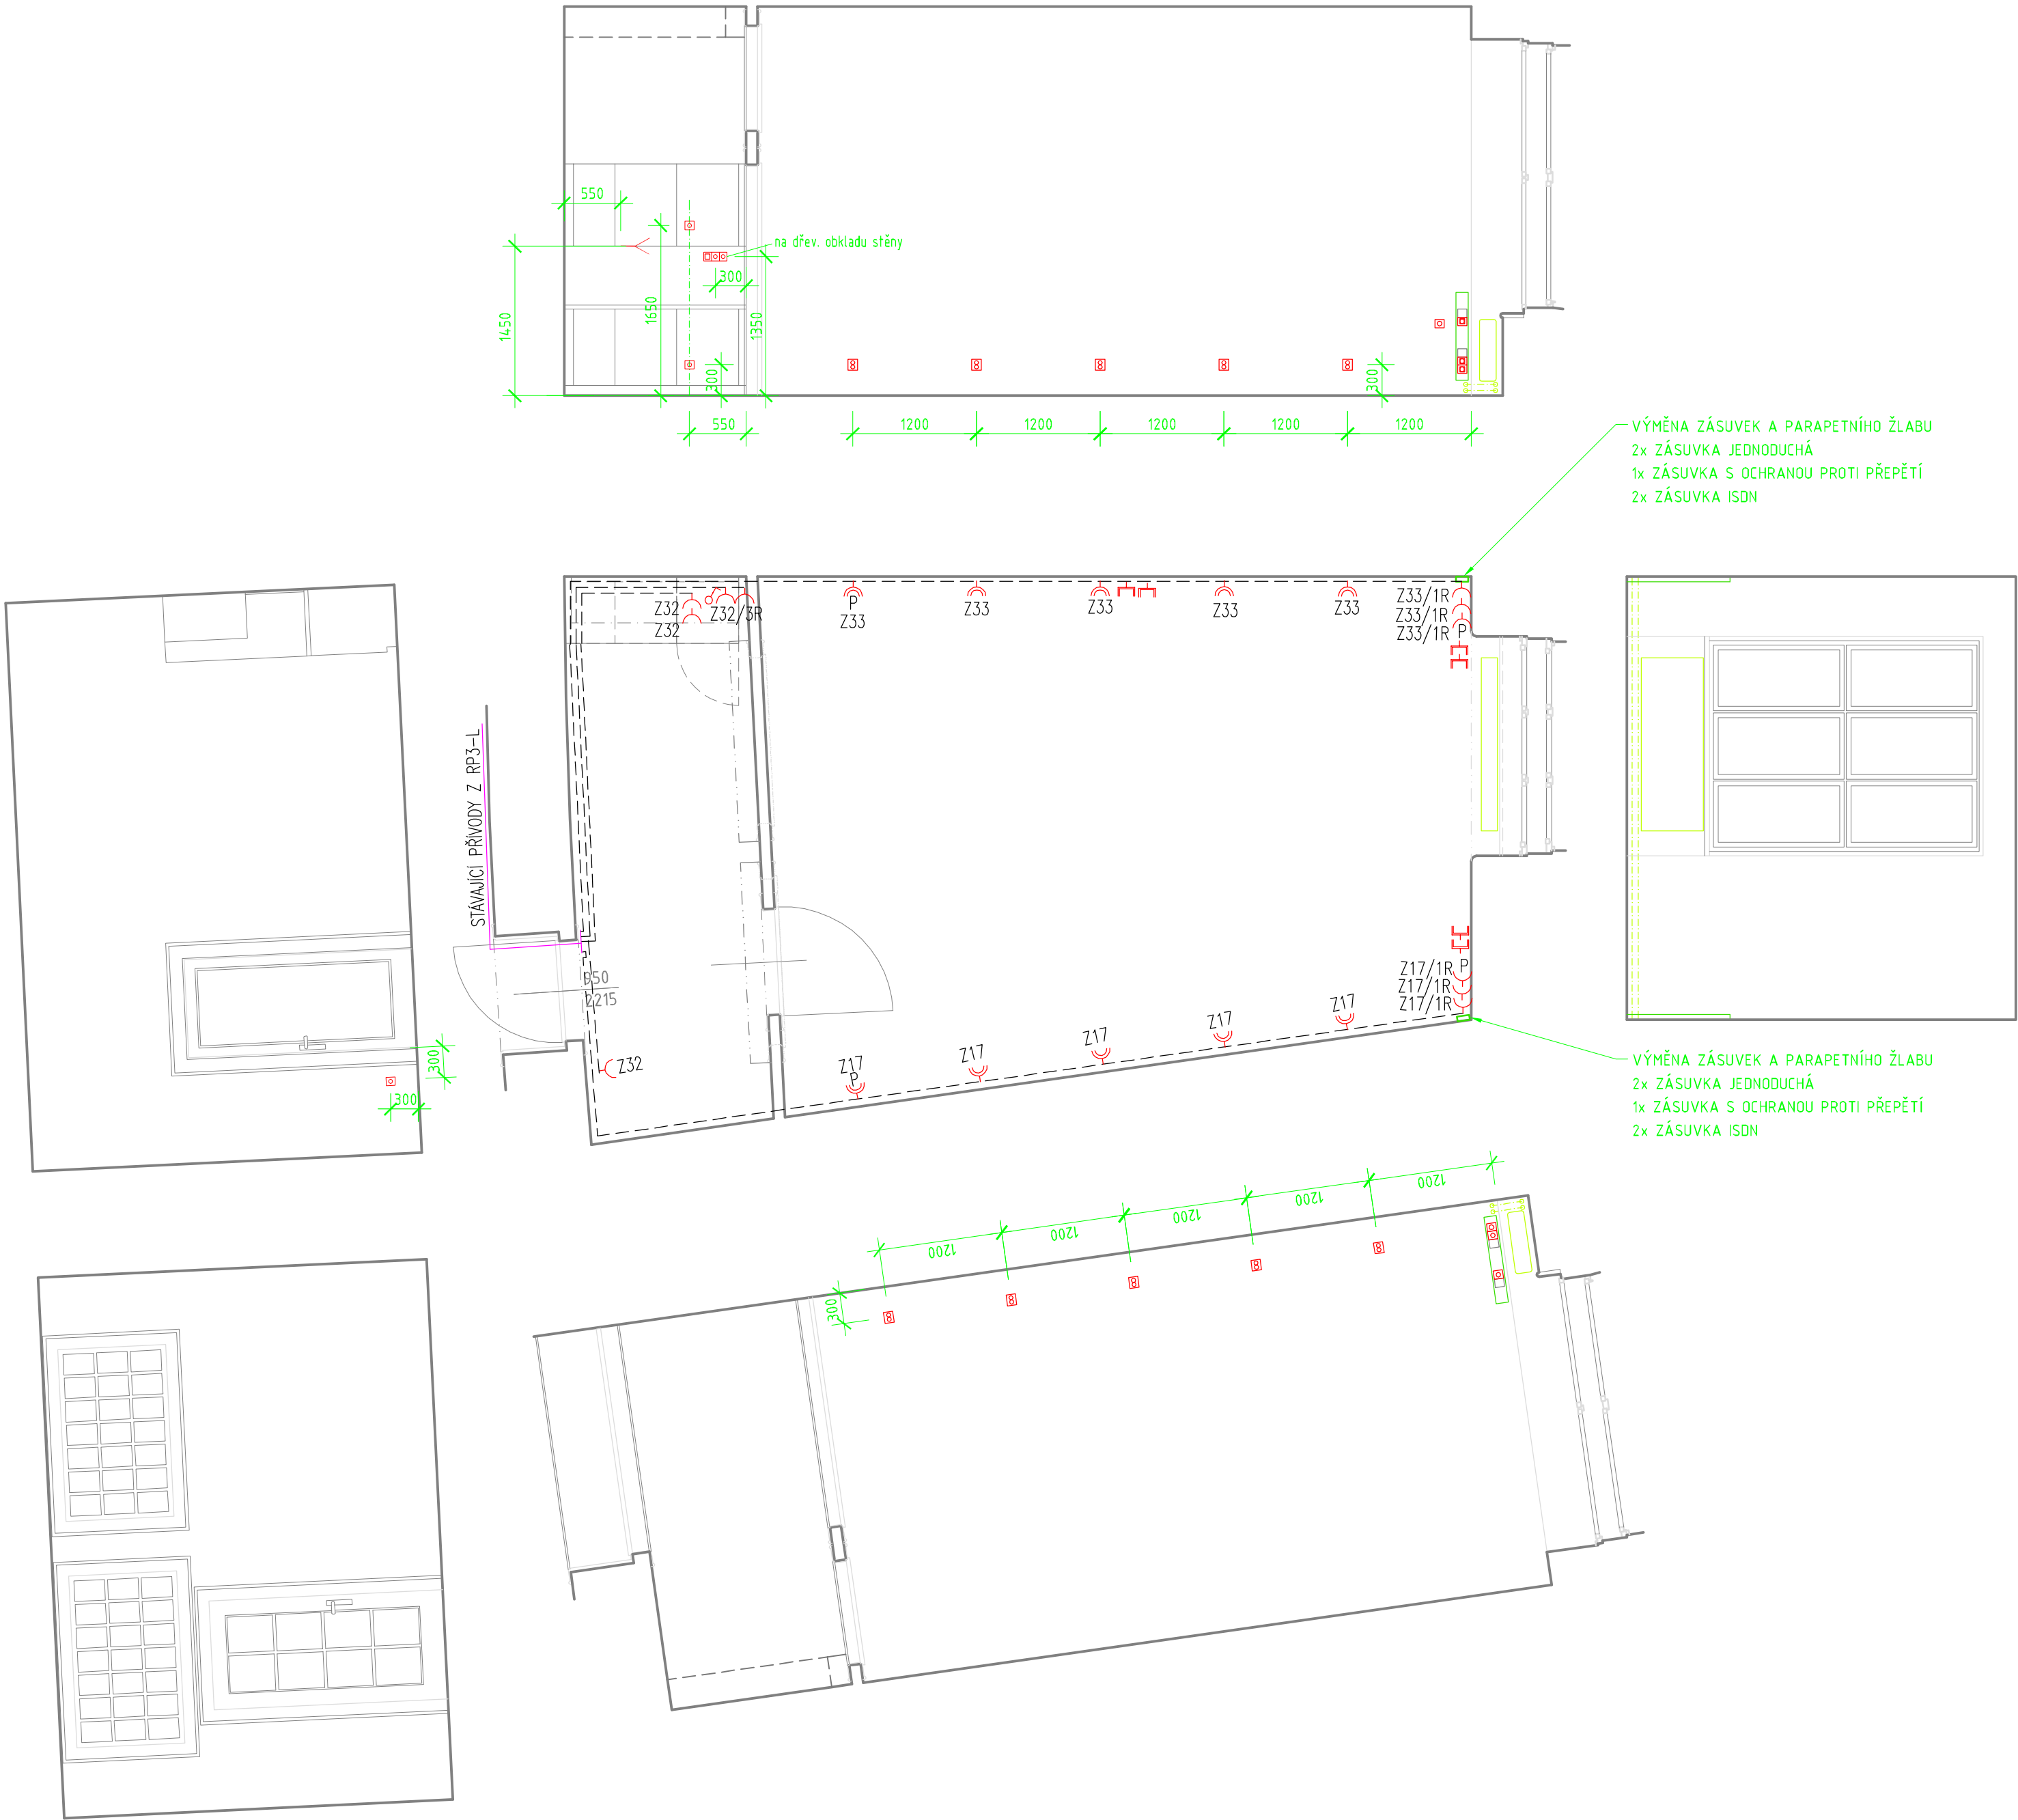 550
na dřev. obkladu stěny
300
1650
1450
1350
300
300
550
1200
1200
1200
1200
1200
VÝMĚNA ZÁSUVEK A PARAPETNÍHO ŽLABU
2x ZÁSUVKA JEDNODUCHÁ
1x ZÁSUVKA S OCHRANOU PROTI PŘEPĚTÍ
2x ZÁSUVKA ISDN
Z32
Z32
Z32/3R
P
Z33
Z33
Z33
Z33
Z33
Z33/1R
Z33/1R
Z33/1R P
STÁVAJÍCÍ PŘÍVODY Z RP3-L
950
2215
Z32
Z17
P
Z17
Z17
Z17
Z17
Z17/1R P
Z17/1R
Z17/1R
300
300
VÝMĚNA ZÁSUVEK A PARAPETNÍHO ŽLABU
2x ZÁSUVKA JEDNODUCHÁ
1x ZÁSUVKA S OCHRANOU PROTI PŘEPĚTÍ
2x ZÁSUVKA ISDN
1200
1200
1200
1200
1200
300